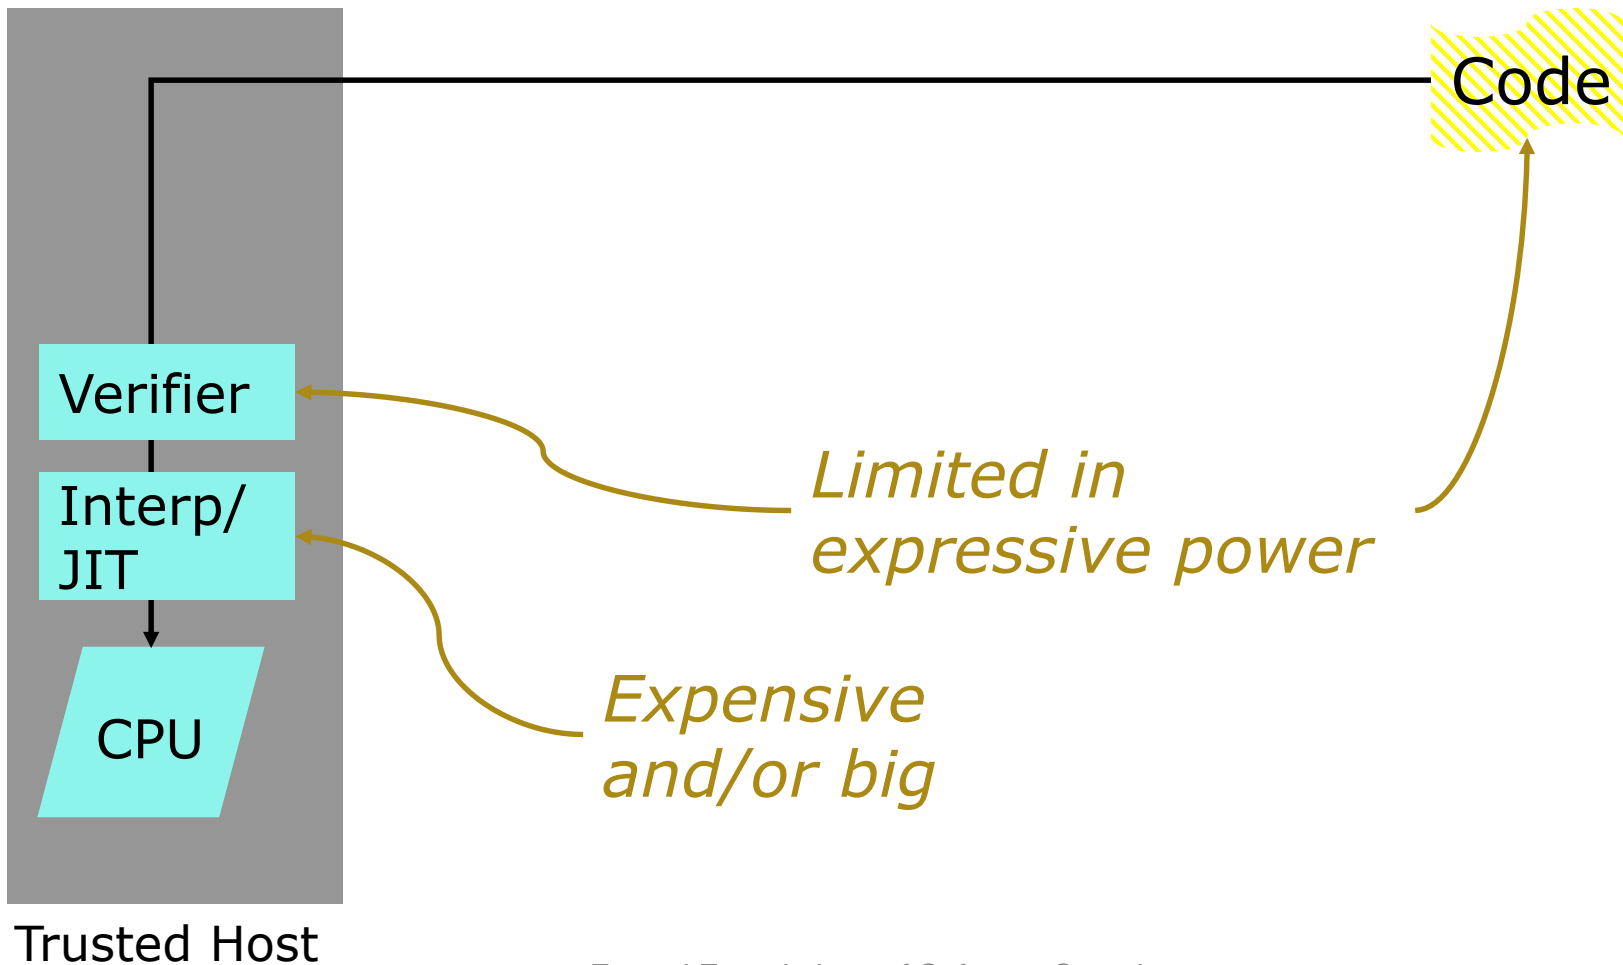 Code
Verifier
Interp/
JIT
CPU
Limited in
expressive power
Expensive
and/or big
Trusted Host